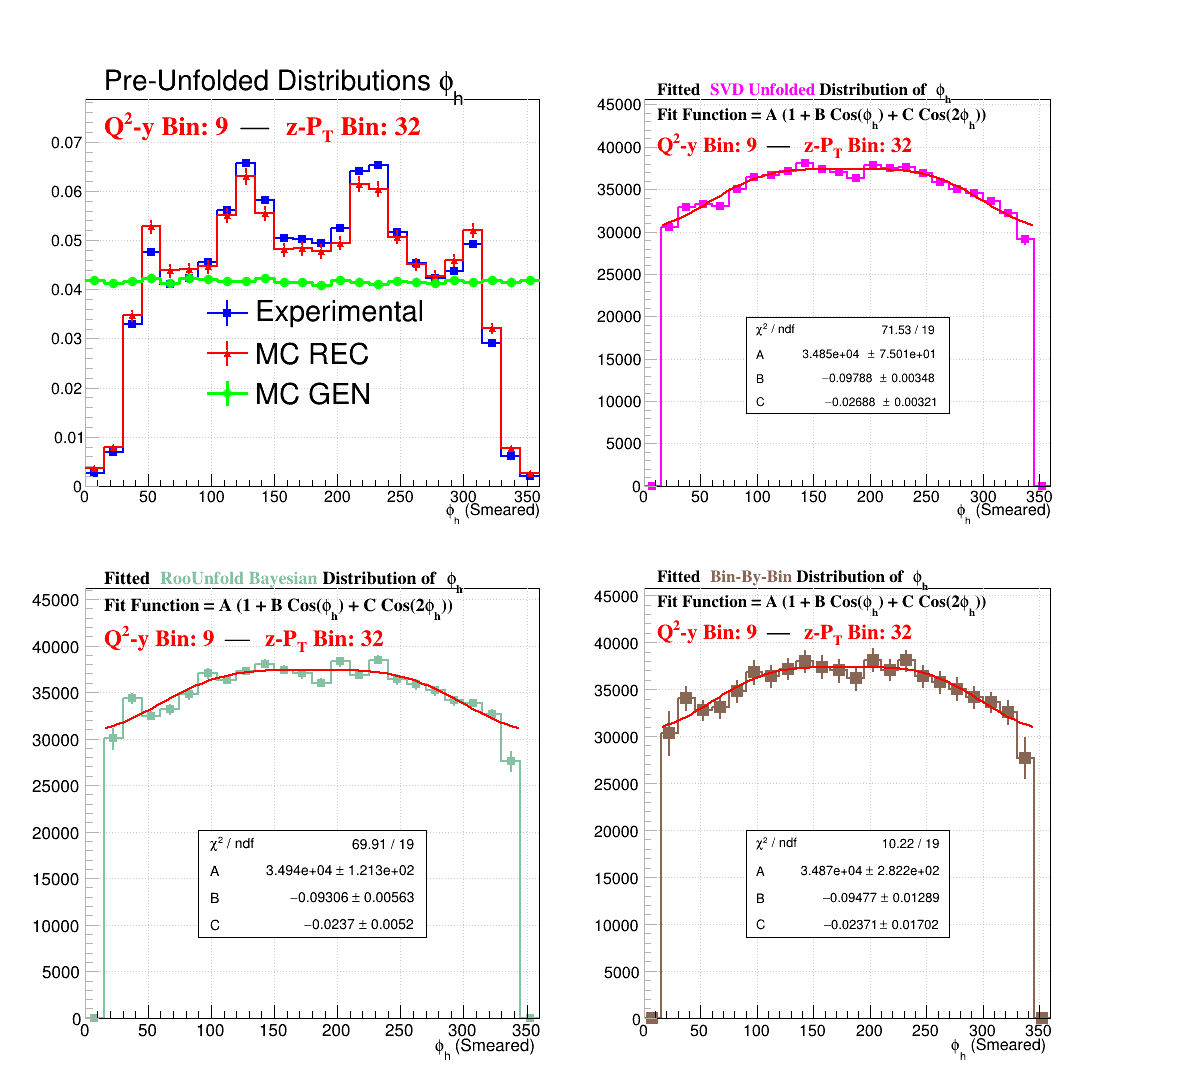 Pre-Unfolded Distributions ϕh
Q²-y Bin: 9 — z-PT Bin: 32
0.07
0.06
0.05
0.04
0.03
0.02
0.01
0
Experimental
MC REC
MC GEN
0 50 100 150 200 250 300
ϕh (Smeared)
Fitted SVD Unfolded Distribution of ϕh
Fit Function = A (1 + B Cos(ϕh) + C Cos(2ϕh))
Q²-y Bin: 9 — z-PT Bin: 32
45000
40000
35000
30000
25000
20000
15000
10000
5000
0
χ² / ndf 71.53 / 19
A 3.485e+04 ± 7.501e+01
B −0.09788 ± 0.00348
C −0.02688 ± 0.00321
0 50 100 150 200 250 300 350
ϕh (Smeared)
Fitted RooUnfold Bayesian Distribution of ϕh
Fit Function = A (1 + B Cos(ϕh) + C Cos(2ϕh))
Q²-y Bin: 9 — z-PT Bin: 32
45000
40000
35000
30000
25000
20000
15000
10000
5000
0
χ² / ndf 69.91 / 19
A 3.494e+04 ± 1.213e+02
B −0.09306 ± 0.00563
C −0.0237 ± 0.0052
0 50 100 150 200 250 300
ϕh (Smeared)
Fitted Bin-By-Bin Distribution of ϕh
Fit Function = A (1 + B Cos(ϕh) + C Cos(2ϕh))
Q²-y Bin: 9 — z-PT Bin: 32
45000
40000
35000
30000
25000
20000
15000
10000
5000
0
χ² / ndf 10.22 / 19
A 3.487e+04 ± 2.822e+02
B −0.09477 ± 0.01289
C −0.02371 ± 0.01702
0 50 100 150 200 250 300 350
ϕh (Smeared)